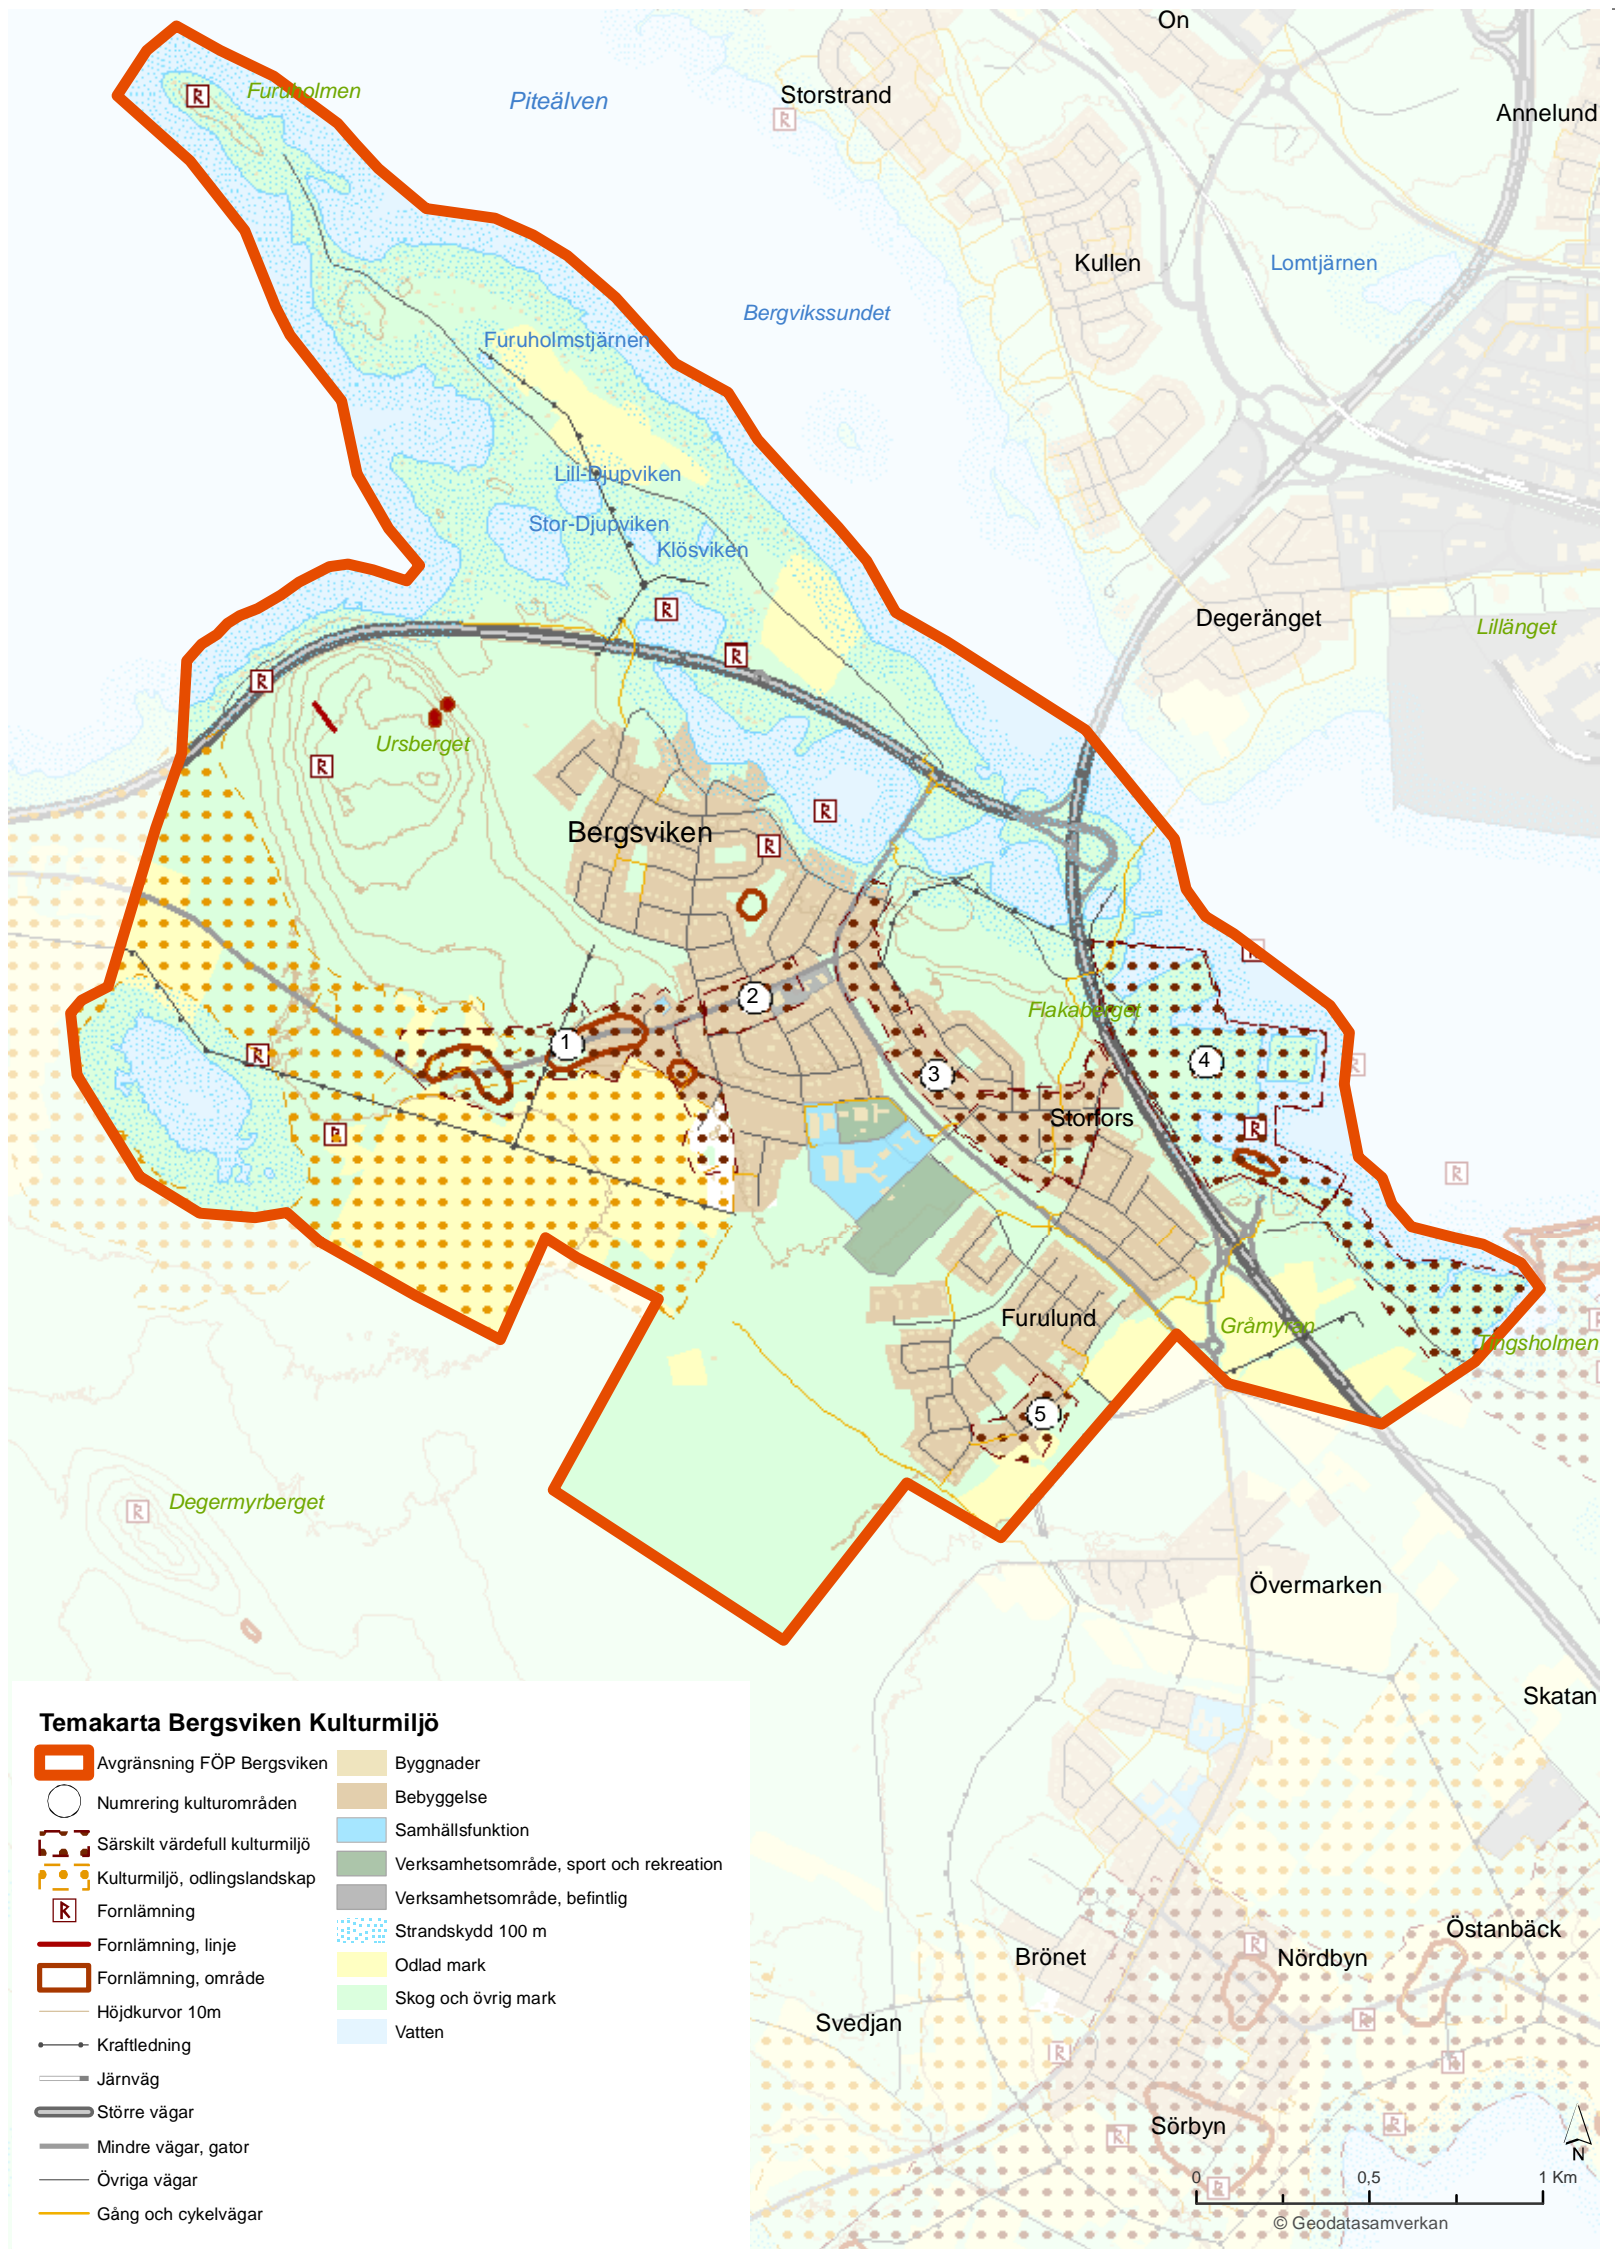 On
Furuholmen
Piteälven
Storstrand
Annelund
Kullen
Lomtjärnen
Bergvikssundet
Furuholmstjärnen
Lill-Djupviken
Stor-Djupviken
Klösviken
Degeränget
Lillänget
Ursberget
Bergsviken
2
Flakaberget
1
3
4
Storfors
Furulund
Gråmyran
Tingsholmen
5
Degermyrberget
Övermarken
Skatan
Östanbäck
Brönet
Nördbyn
Svedjan
Sörbyn
N
0 0,5 1 Km
© Geodatasamverkan
Temakarta Bergsviken Kulturmiljö
Avgränsning FÖP Bergsviken
Numrering kulturområden
Särskilt värdefull kulturmiljö
Kulturmiljö, odlingslandskap
Fornlämning
Fornlämning, linje
Fornlämning, område
Höjdkurvor 10m
Kraftledning
Järnväg
Större vägar
Mindre vägar, gator
Övriga vägar
Gång och cykelvägar
Byggnader
Bebyggelse
Samhällsfunktion
Verksamhetsområde, sport och rekreation
Verksamhetsområde, befintlig
Strandskydd 100 m
Odlad mark
Skog och övrig mark
Vatten